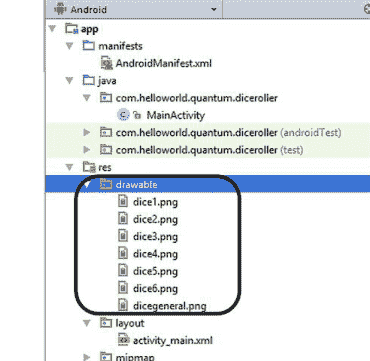 Android
app
manifests
AndroidManifest.xml
java
com.helloworld.quantum.diceroller
MainActivity
com.helloworld.quantum.diceroller (androidTest)
com.helloworld.quantum.diceroller (test)
res
drawable
dice1.png
dice2.png
dice3.png
dice4.png
dice5.png
dice6.png
dicegeneral.png
layout
activity_main.xml
mipmap